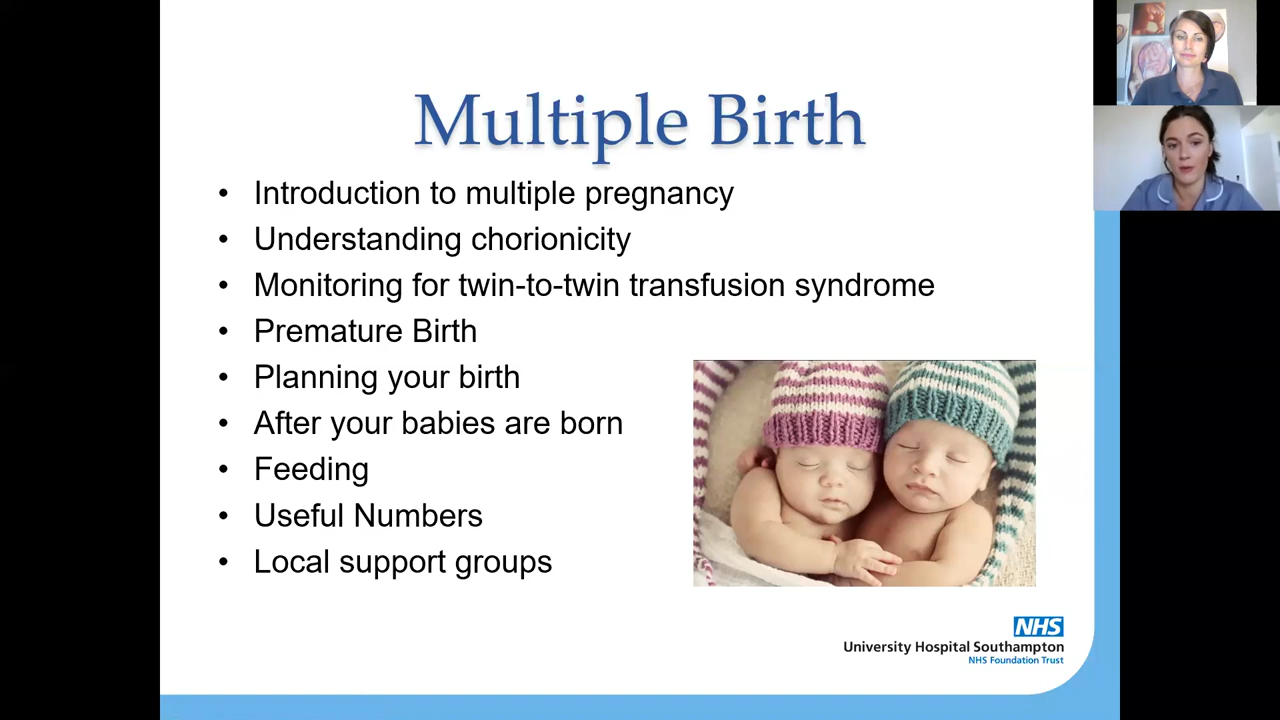 Multiple Birth
• Introduction to multiple pregnancy
• Understanding chorionicity
• Monitoring for twin-to-twin transfusion syndrome
• Premature Birth
• Planning your birth
• After your babies are born
• Feeding
• Useful Numbers
• Local support groups
NHS
University Hospital Southampton
NHS Foundation Trust